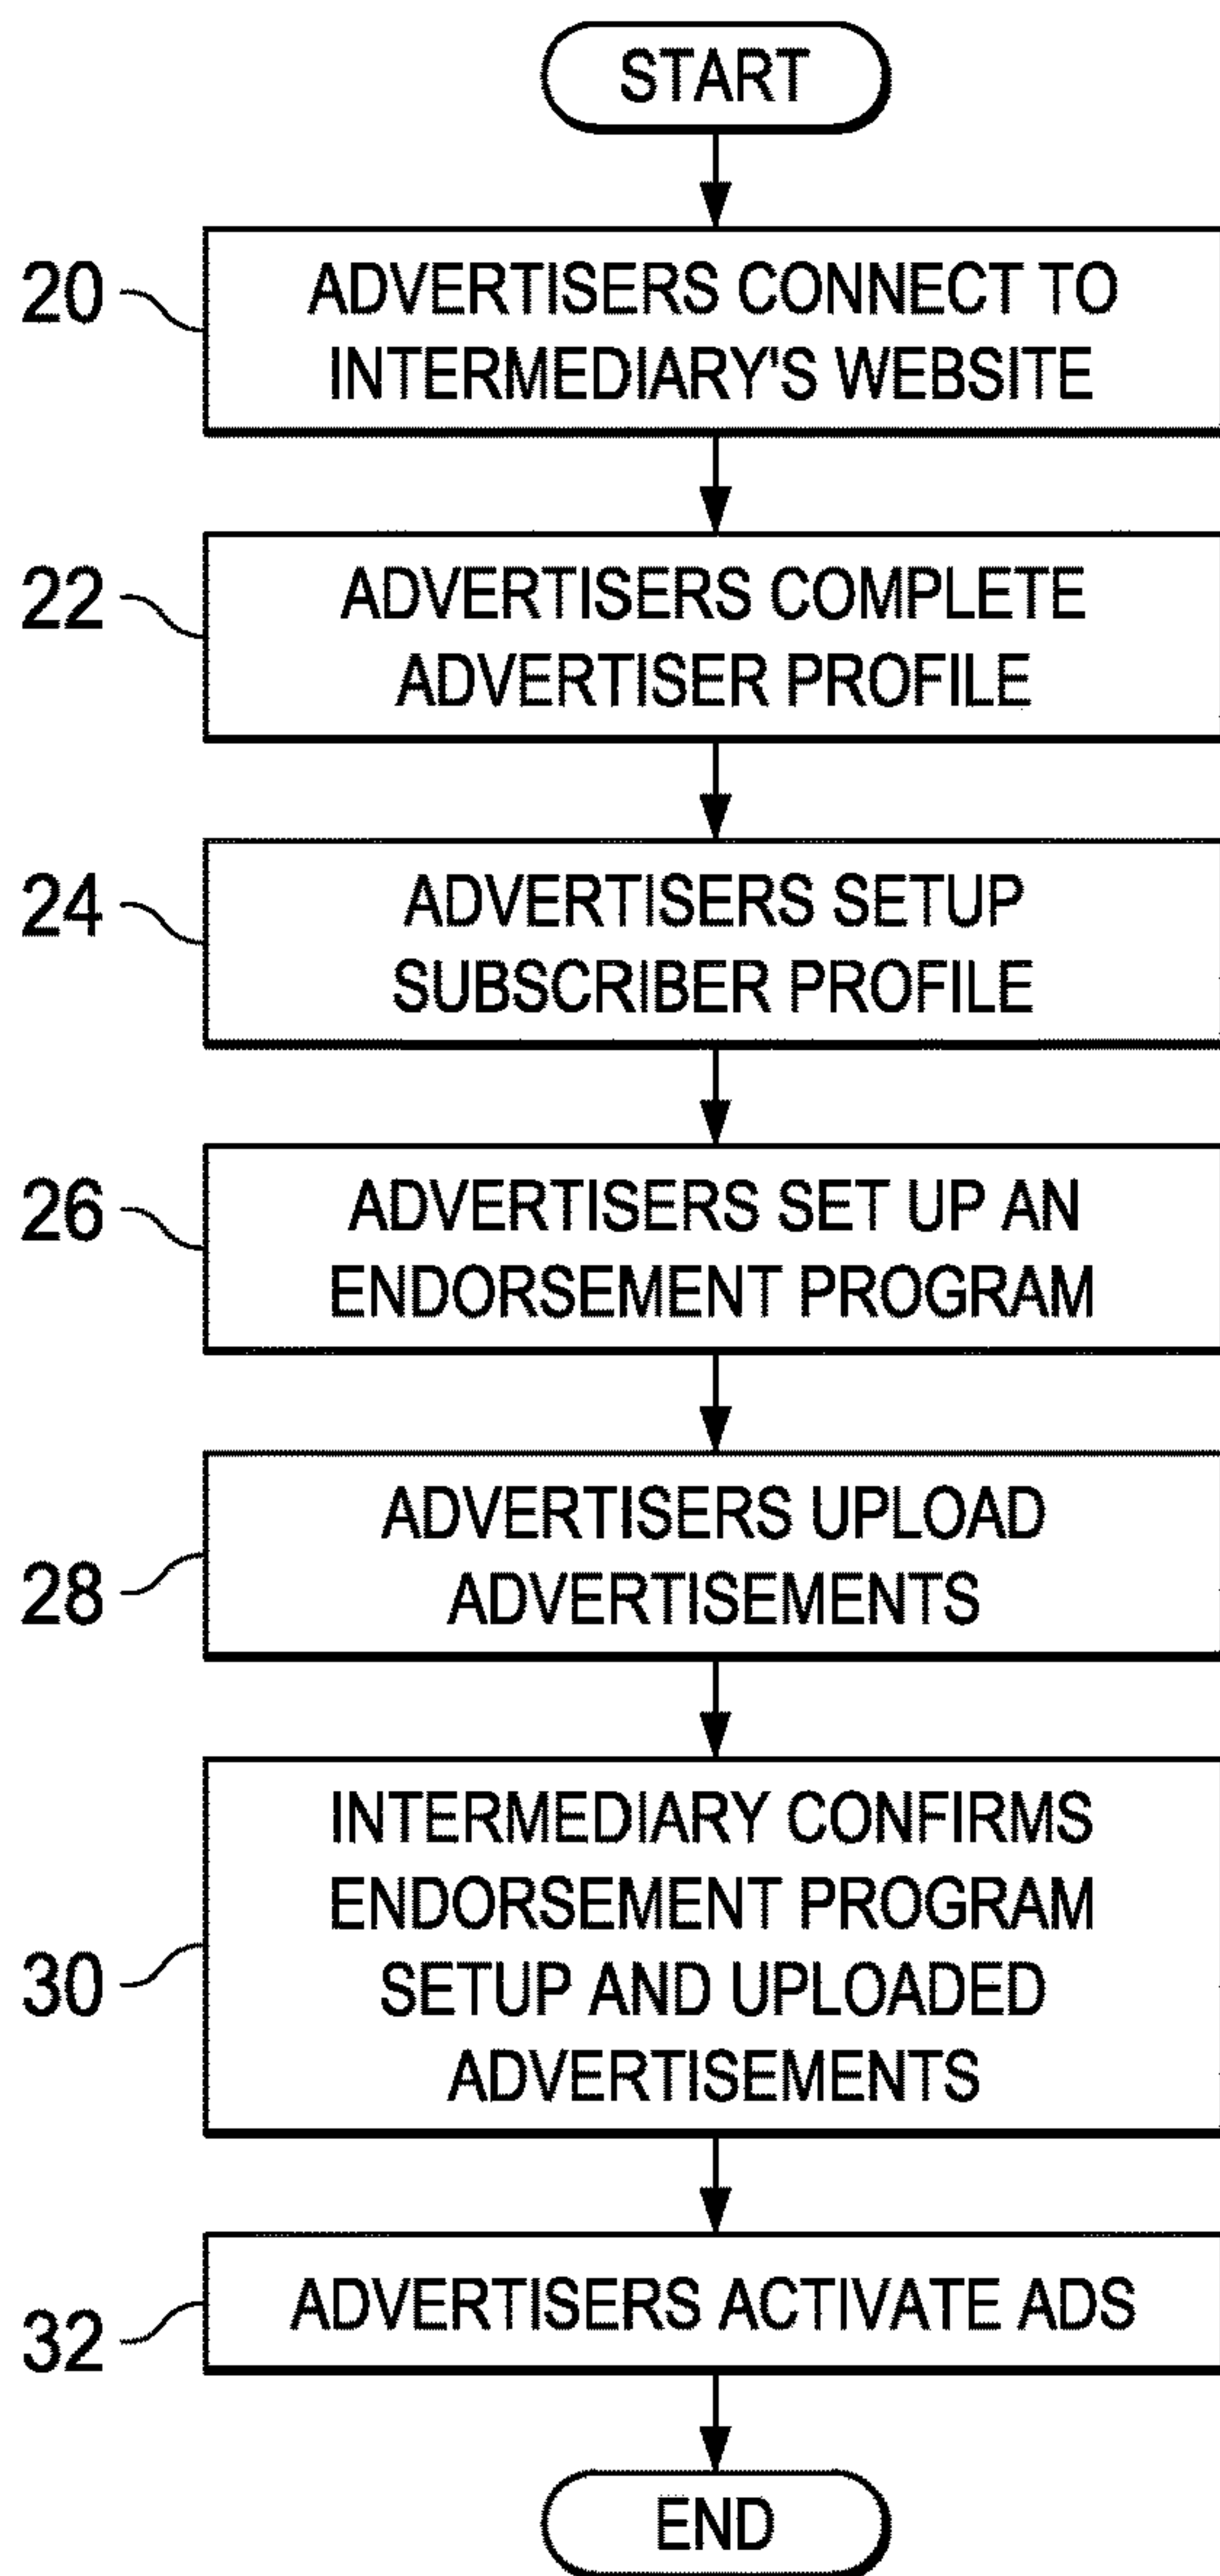 START
20
ADVERTISERS CONNECT TO
INTERMEDIARY'S WEBSITE
22
ADVERTISERS COMPLETE
ADVERTISER PROFILE
24
ADVERTISERS SETUP
SUBSCRIBER PROFILE
26
ADVERTISERS SET UP AN
ENDORSEMENT PROGRAM
28
ADVERTISERS UPLOAD
ADVERTISEMENTS
30
INTERMEDIARY CONFIRMS
ENDORSEMENT PROGRAM
SETUP AND UPLOADED
ADVERTISEMENTS
32
ADVERTISERS ACTIVATE ADS
END